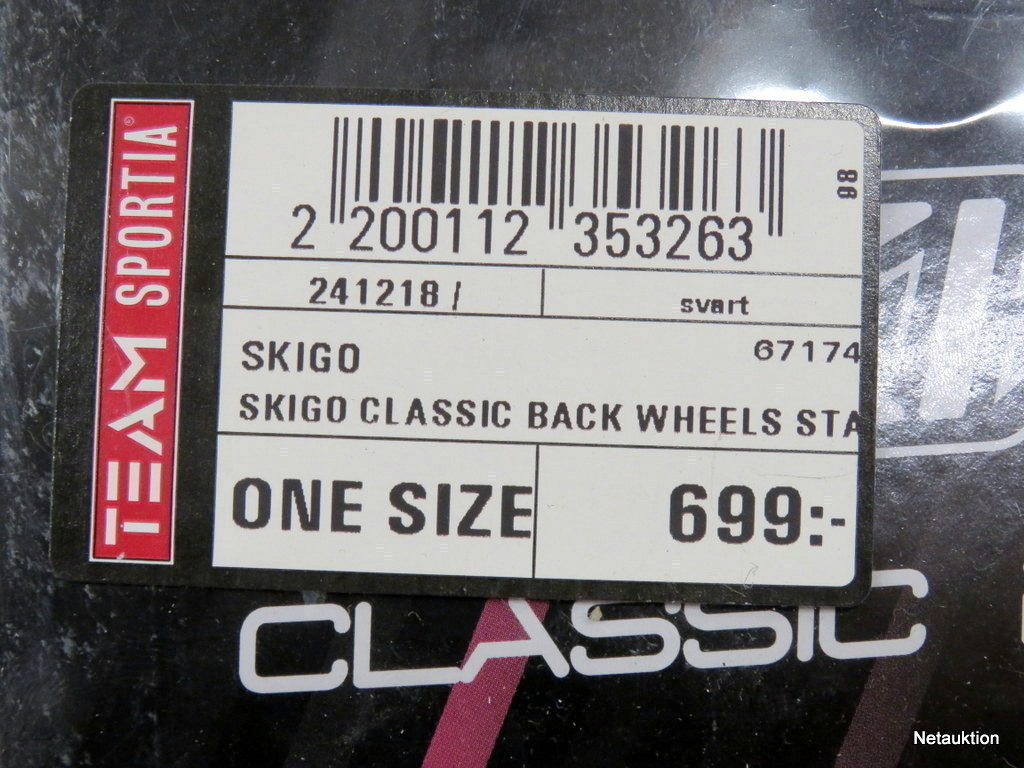 TEAM SPORTIA®
98
2 200112 353263
241218 /
svart
SKIGO
67174
SKIGO CLASSIC BACK WHEELS STA
ONE SIZE
699:-
CLASSIC
Netauktion